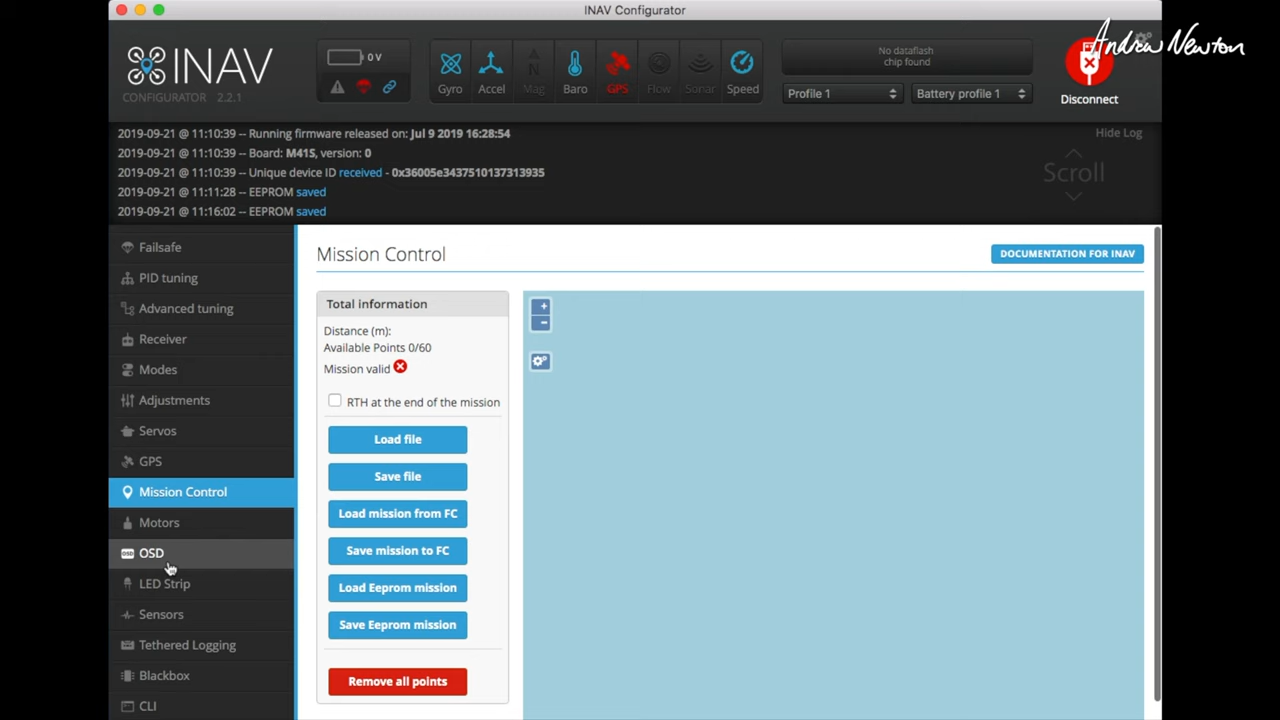 INAV Configurator
Andrew Newton
INAV
CONFIGURATOR 2.2.1
0 V
Gyro
Accel
Mag
Baro
GPS
Flow
Sonar
Speed
No dataflash
chip found
Profile 1
Battery profile 1
Disconnect
2019-09-21 @ 11:10:39 -- Running firmware released on: Jul 9 2019 16:28:54
2019-09-21 @ 11:10:39 -- Board: M41S, version: 0
2019-09-21 @ 11:10:39 -- Unique device ID received - 0x36005e3437510137313935
2019-09-21 @ 11:11:28 -- EEPROM saved
2019-09-21 @ 11:16:02 -- EEPROM saved
Hide Log
Scroll
Failsafe
PID tuning
Advanced tuning
Receiver
Modes
Adjustments
Servos
GPS
Mission Control
Motors
OSD
OSD
LED Strip
Sensors
Tethered Logging
Blackbox
CLI
Mission Control
DOCUMENTATION FOR INAV
Total information
Distance (m):
Available Points 0/60
Mission valid
RTH at the end of the mission
Load file
Save file
Load mission from FC
Save mission to FC
Load Eeprom mission
Save Eeprom mission
Remove all points
+
−